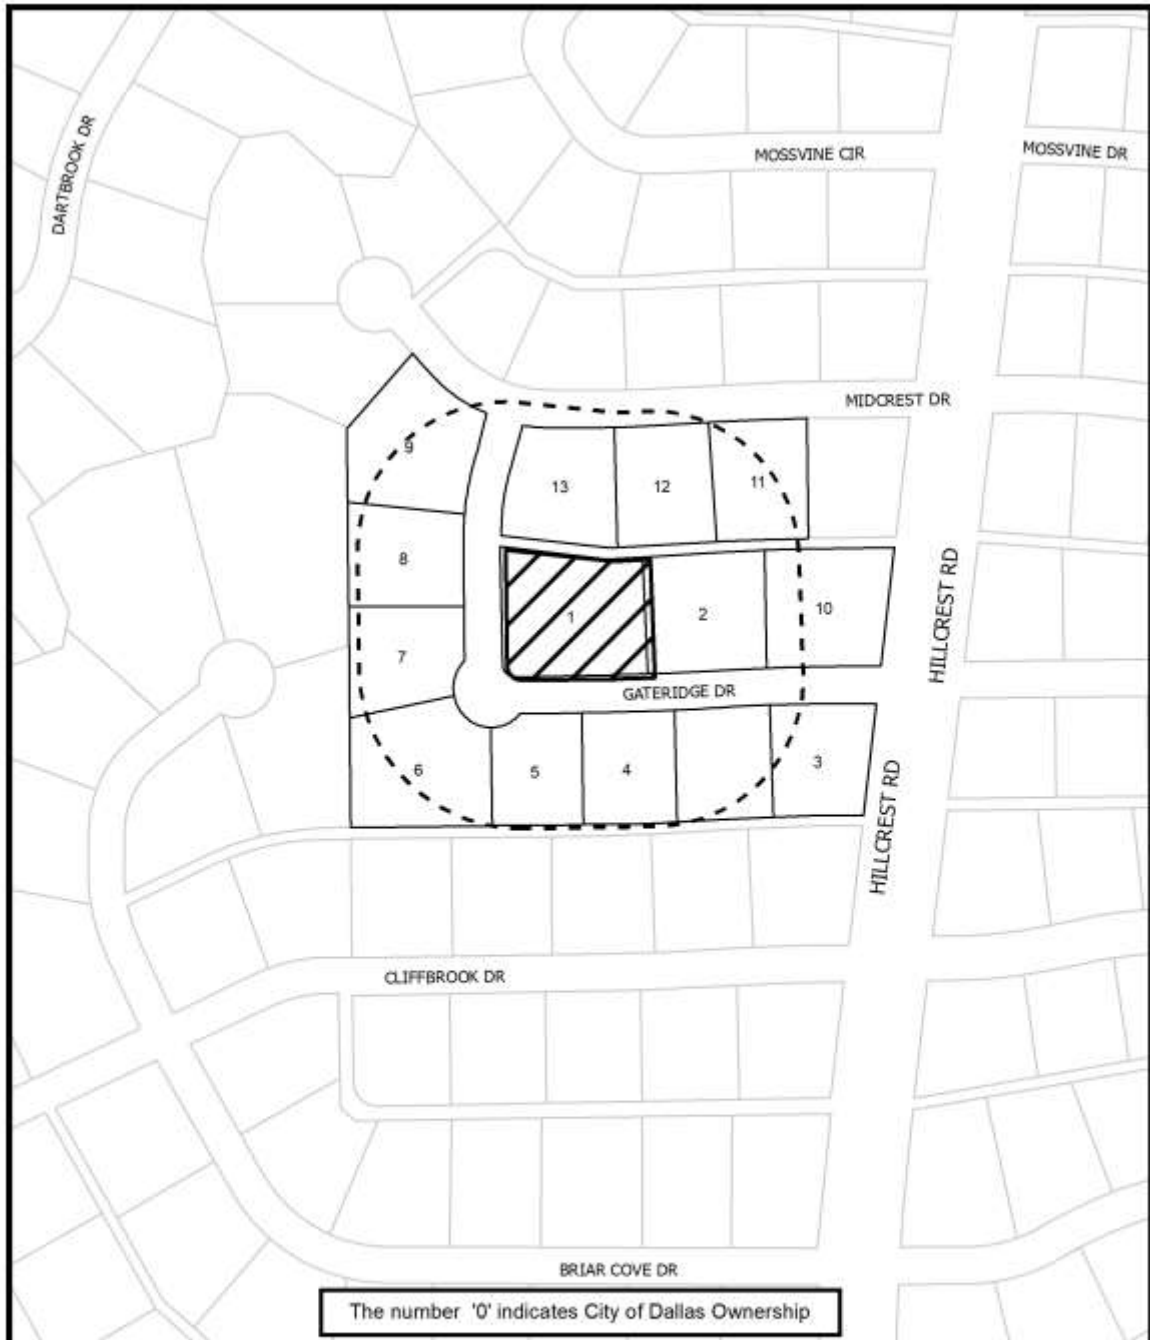 DARTBROOK DR
MOSSVINE CIR
MOSSVINE DR
MIDCREST DR
9
13
12
11
8
1
2
10
HILLCREST RD
7
GATERIDGE DR
6
5
4
3
HILLCREST RD
CLIFFBROOK DR
BRIAR COVE DR
The number '0' indicates City of Dallas Ownership